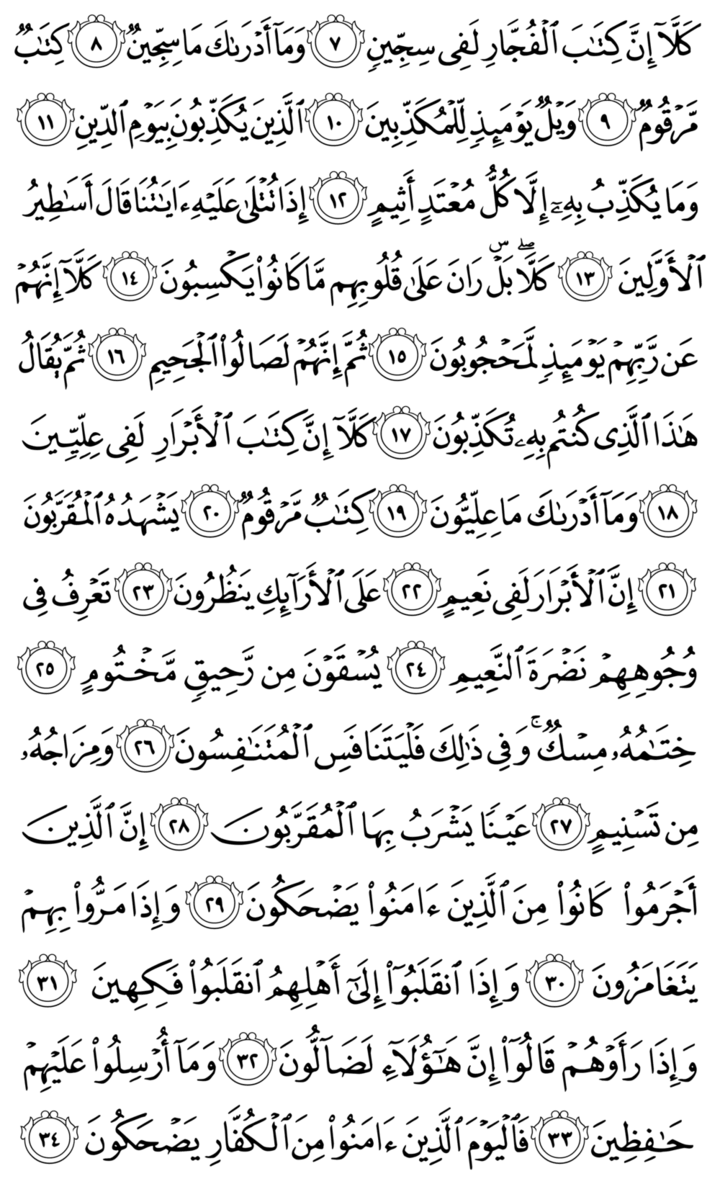 كَلَّآ إِنَّ كِتَٰبَ ٱلْفُجَّارِ لَفِى سِجِّينٍ ٧ وَمَآ أَدْرَىٰكَ مَا سِجِّينٌ ٨ كِتَٰبٌ
مَّرْقُومٌ ٩ وَيْلٌ يَوْمَئِذٍ لِّلْمُكَذِّبِينَ ١٠ ٱلَّذِينَ يُكَذِّبُونَ بِيَوْمِ ٱلدِّينِ ١١
وَمَا يُكَذِّبُ بِهِۦٓ إِلَّا كُلُّ مُعْتَدٍ أَثِيمٍ ١٢ إِذَا تُتْلَىٰ عَلَيْهِ ءَايَٰتُنَا قَالَ أَسَٰطِيرُ
ٱلْأَوَّلِينَ ١٣ كَلَّا ۖ بَلْ ۜ رَانَ عَلَىٰ قُلُوبِهِم مَّا كَانُوا۟ يَكْسِبُونَ ١٤ كَلَّآ إِنَّهُمْ
عَن رَّبِّهِمْ يَوْمَئِذٍ لَّمَحْجُوبُونَ ١٥ ثُمَّ إِنَّهُمْ لَصَالُوا۟ ٱلْجَحِيمِ ١٦ ثُمَّ يُقَالُ
هَٰذَا ٱلَّذِى كُنتُم بِهِۦ تُكَذِّبُونَ ١٧ كَلَّآ إِنَّ كِتَٰبَ ٱلْأَبْرَارِ لَفِى عِلِّيِّينَ
١٨ وَمَآ أَدْرَىٰكَ مَا عِلِّيُّونَ ١٩ كِتَٰبٌ مَّرْقُومٌ ٢٠ يَشْهَدُهُ ٱلْمُقَرَّبُونَ
٢١ إِنَّ ٱلْأَبْرَارَ لَفِى نَعِيمٍ ٢٢ عَلَى ٱلْأَرَآئِكِ يَنظُرُونَ ٢٣ تَعْرِفُ فِى
وُجُوهِهِمْ نَضْرَةَ ٱلنَّعِيمِ ٢٤ يُسْقَوْنَ مِن رَّحِيقٍ مَّخْتُومٍ ٢٥
خِتَٰمُهُۥ مِسْكٌ ۚ وَفِى ذَٰلِكَ فَلْيَتَنَافَسِ ٱلْمُتَنَٰفِسُونَ ٢٦ وَمِزَاجُهُۥ
مِن تَسْنِيمٍ ٢٧ عَيْنًا يَشْرَبُ بِهَا ٱلْمُقَرَّبُونَ ٢٨ إِنَّ ٱلَّذِينَ
أَجْرَمُوا۟ كَانُوا۟ مِنَ ٱلَّذِينَ ءَامَنُوا۟ يَضْحَكُونَ ٢٩ وَإِذَا مَرُّوا۟ بِهِمْ
يَتَغَامَزُونَ ٣٠ وَإِذَا ٱنقَلَبُوٓا۟ إِلَىٰٓ أَهْلِهِمُ ٱنقَلَبُوا۟ فَكِهِينَ ٣١
وَإِذَا رَأَوْهُمْ قَالُوٓا۟ إِنَّ هَٰٓؤُلَآءِ لَضَآلُّونَ ٣٢ وَمَآ أُرْسِلُوا۟ عَلَيْهِمْ
حَٰفِظِينَ ٣٣ فَٱلْيَوْمَ ٱلَّذِينَ ءَامَنُوا۟ مِنَ ٱلْكُفَّارِ يَضْحَكُونَ ٣٤